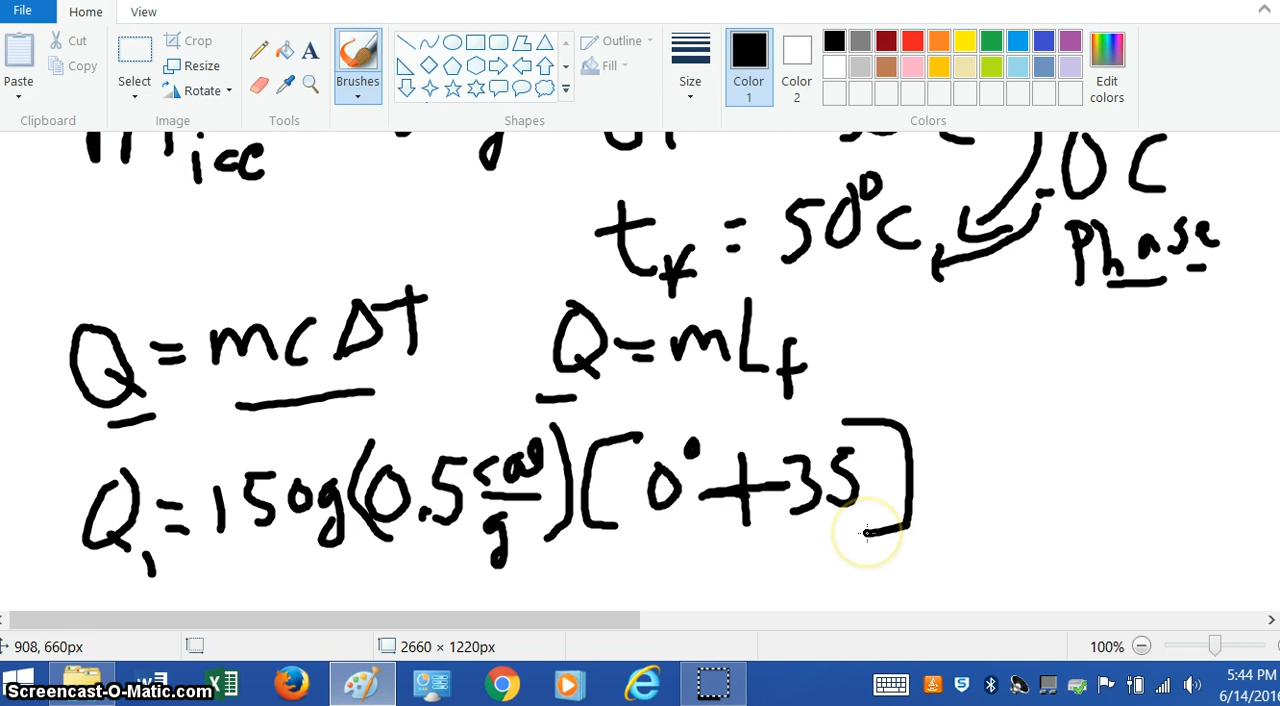 File Home View
Paste Cut Copy Select Crop Resize Rotate Brushes Outline Fill Size Color 1 Color 2 Edit colors
Clipboard Image Tools Shapes Colors
ice
0 C
t = 50°C
Phase
Q = mcΔT Q = mLf
Q1 = 150g(0.5 cal/g)[0° + 35]
908, 660px 2660 × 1220px 100%
Screencast-O-Matic.com
5:44 PM
6/14/2016